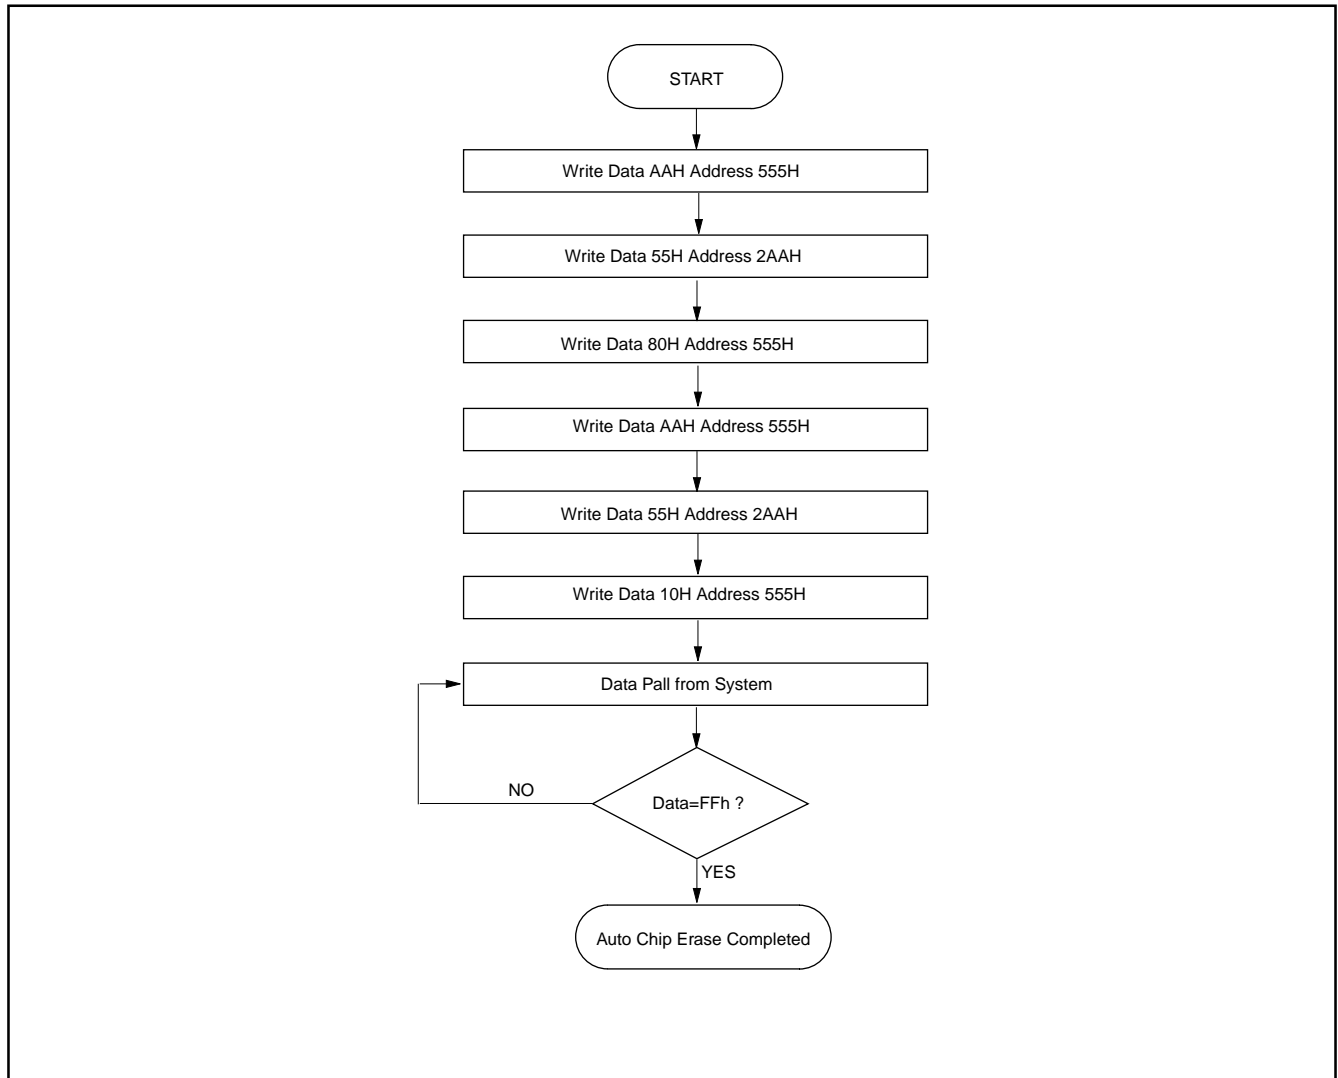 START
Write Data AAH Address 555H
Write Data 55H Address 2AAH
Write Data 80H Address 555H
Write Data AAH Address 555H
Write Data 55H Address 2AAH
Write Data 10H Address 555H
Data Pall from System
NO
Data=FFh ?
YES
Auto Chip Erase Completed